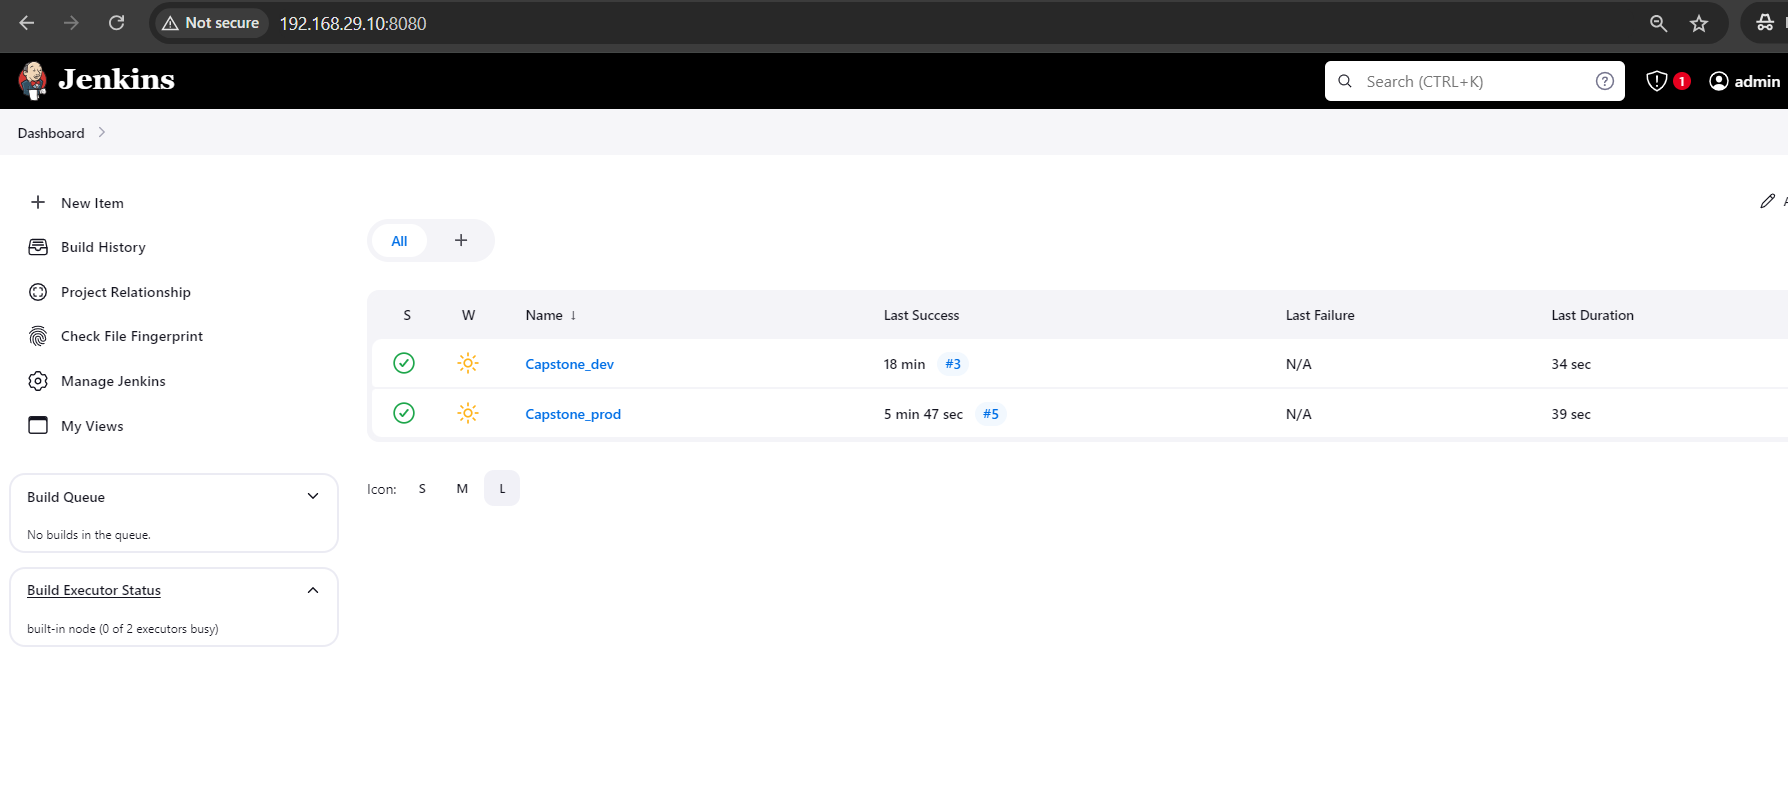 Not secure 192.168.29.10:8080
Jenkins Search (CTRL+K) ? 1 admin
Dashboard
New Item
Build History
Project Relationship
Check File Fingerprint
Manage Jenkins
My Views
Build Queue
No builds in the queue.
Build Executor Status
built-in node (0 of 2 executors busy)
All +
S W Name ↓ Last Success Last Failure Last Duration
Capstone_dev 18 min #3 N/A 34 sec
Capstone_prod 5 min 47 sec #5 N/A 39 sec
Icon: S M L